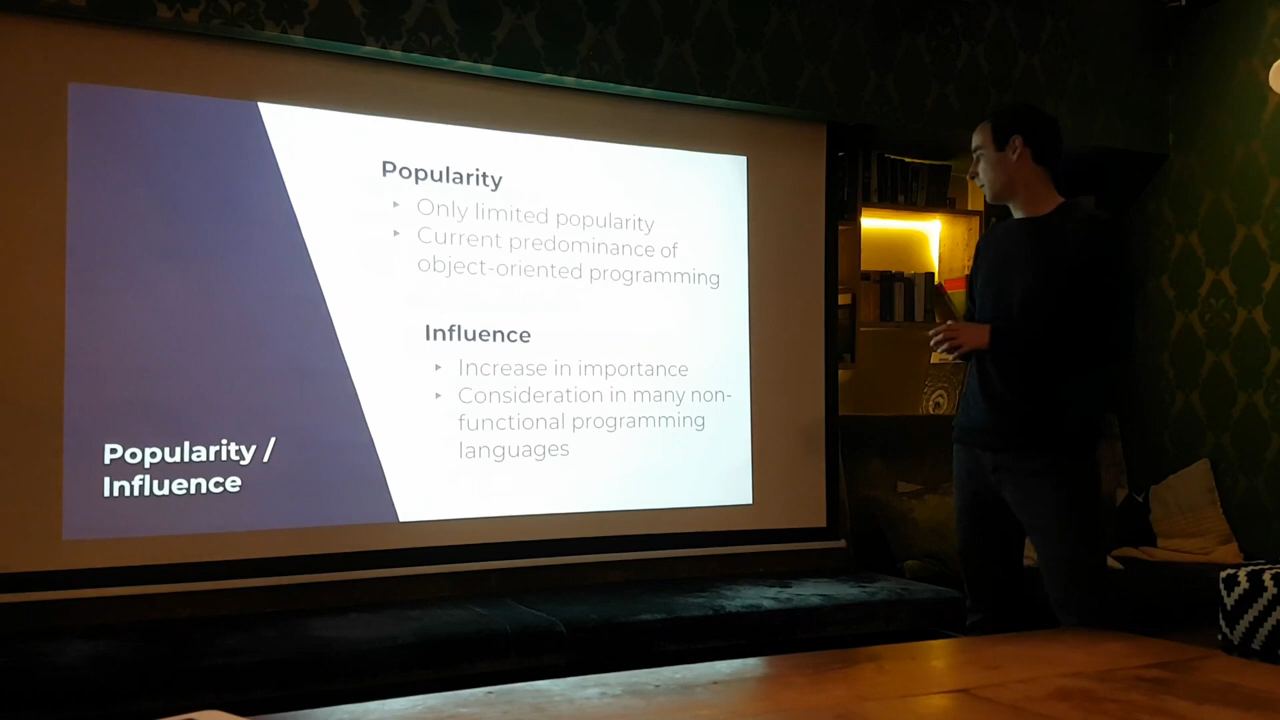 Popularity
Only limited popularity
Current predominance of
object-oriented programming
Influence
Increase in importance
Consideration in many non-
functional programming
languages
Popularity /
Influence